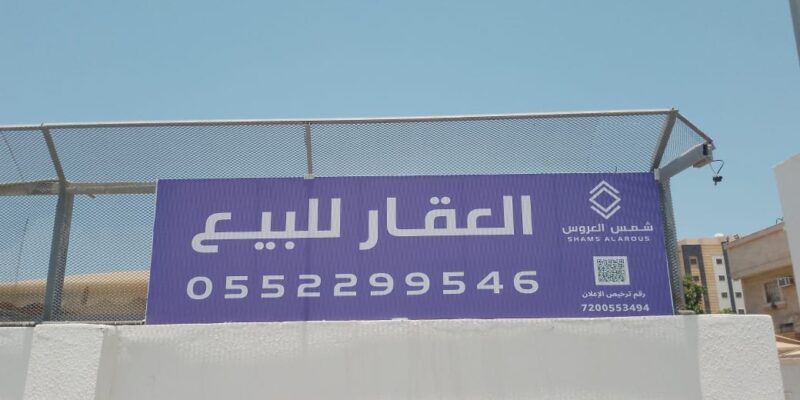 العقار للبيع
0552299546
شمس العروس
SHAMS ALAROUS
رقم ترخيص الإعلان
7200553494